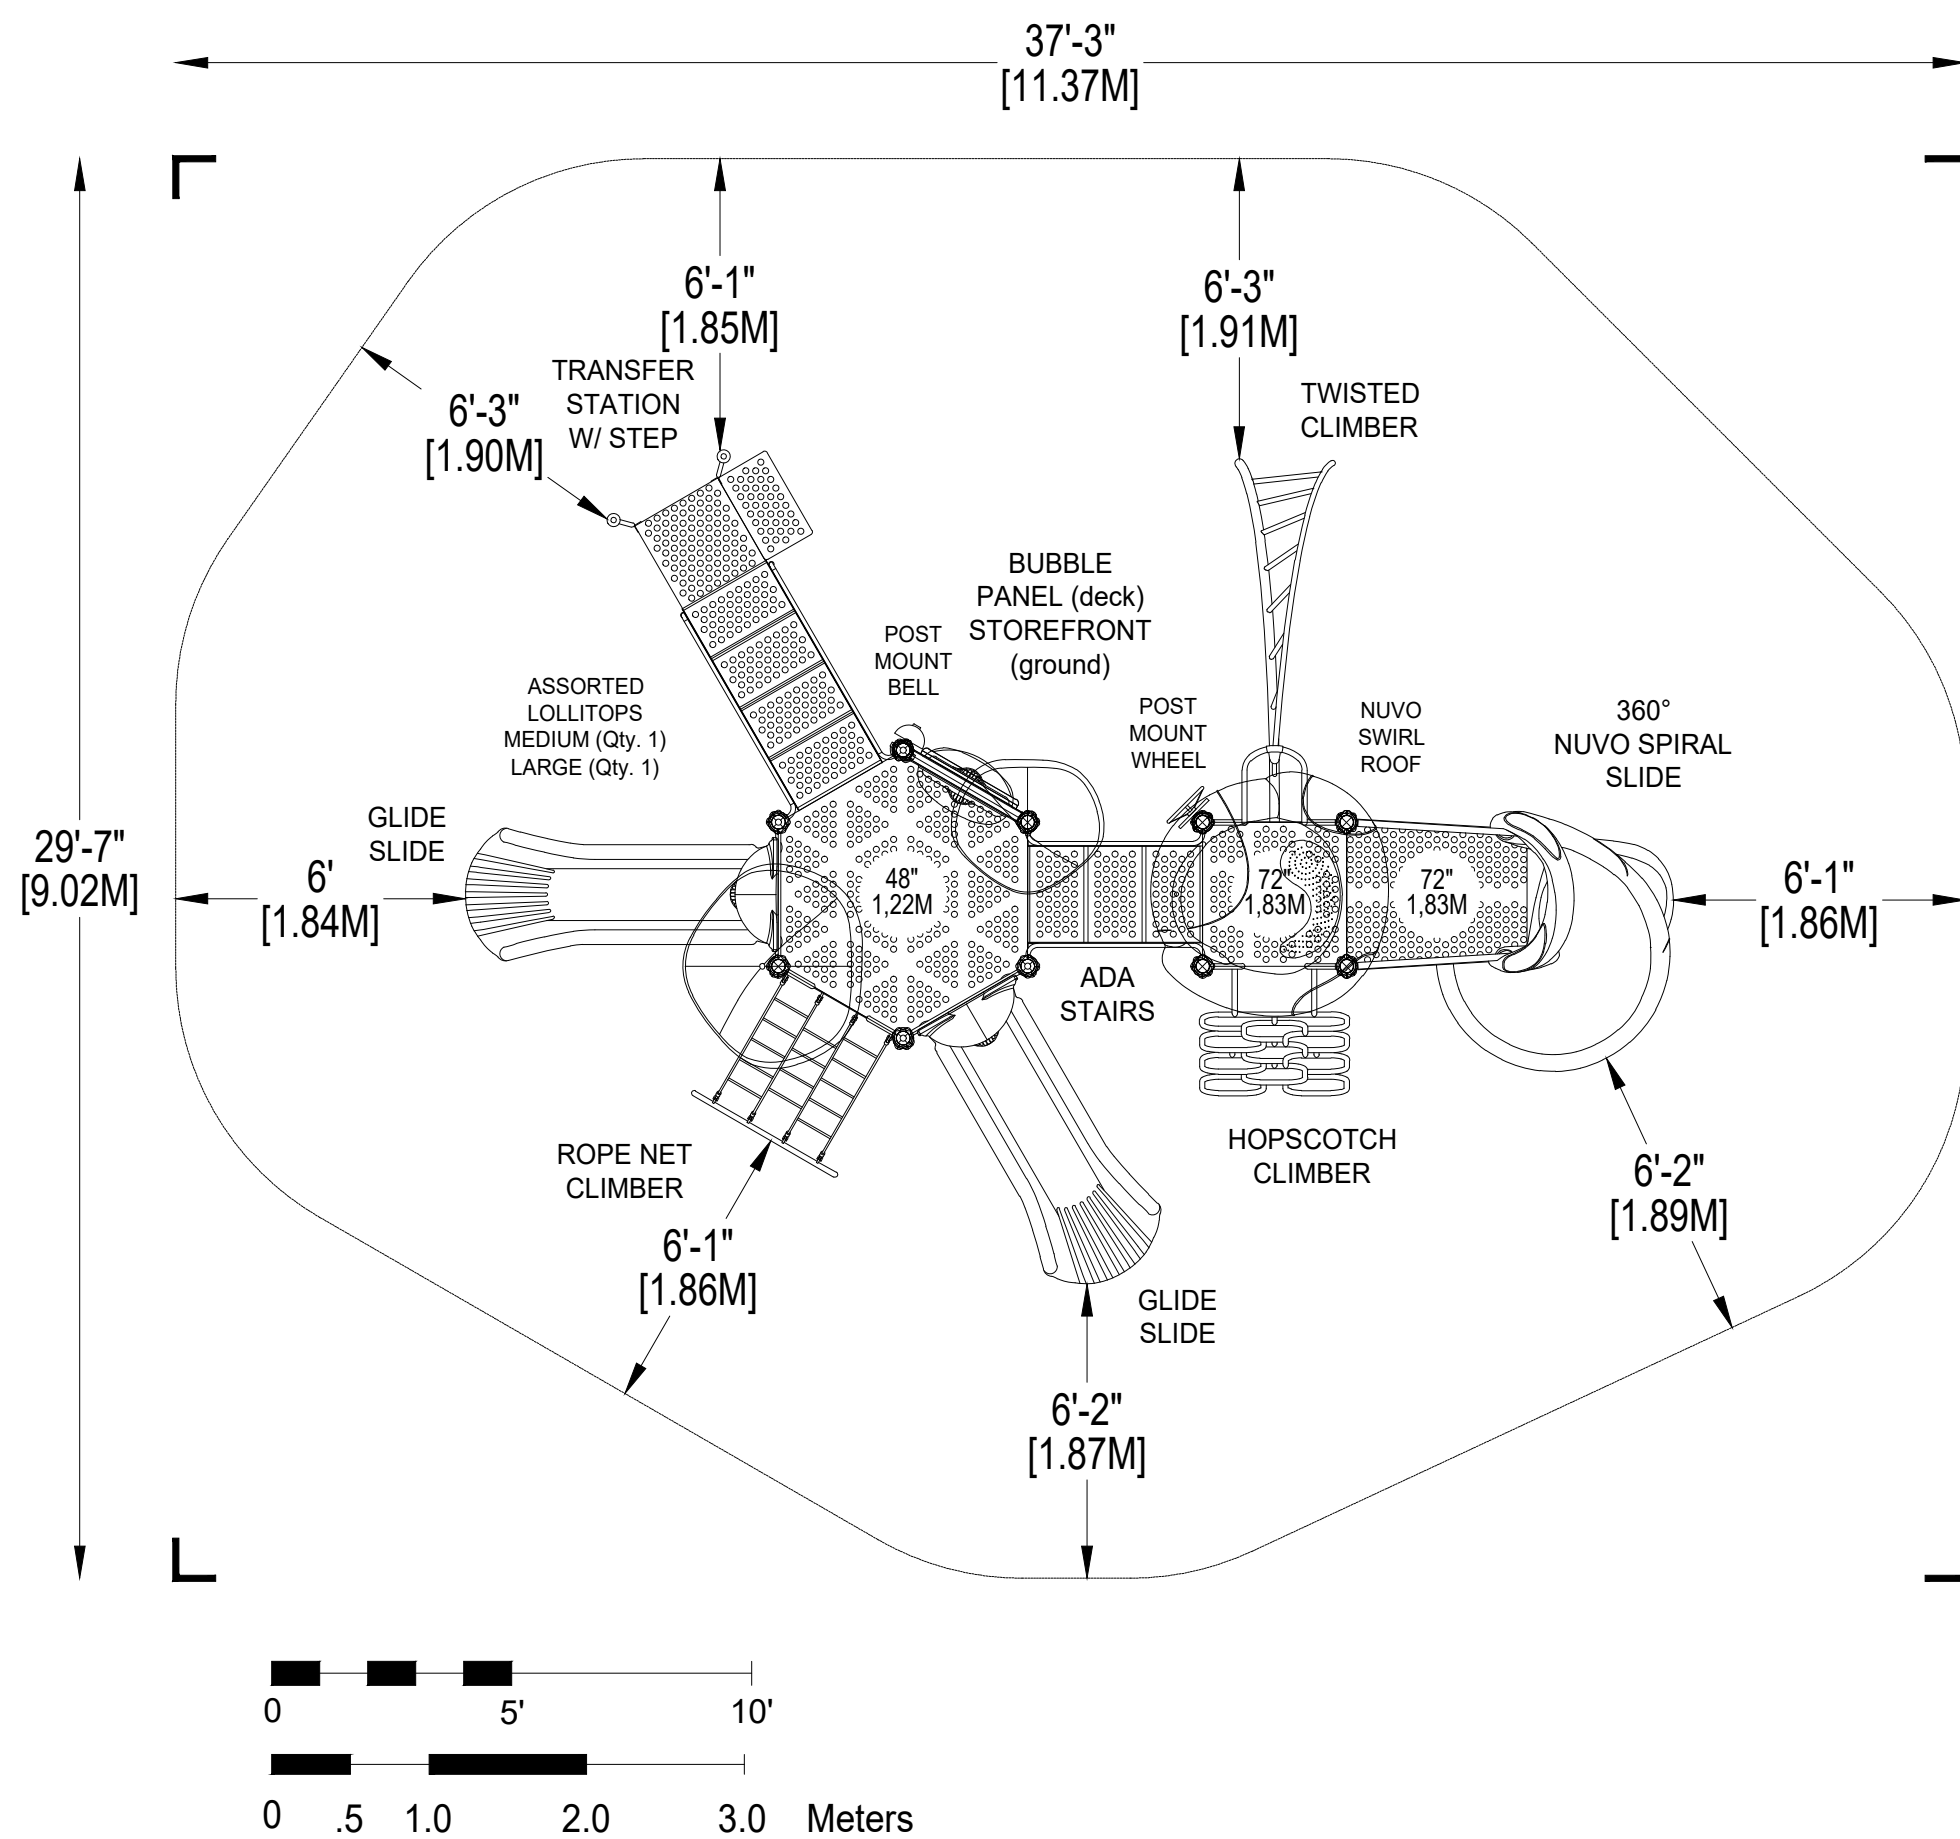 37'-3"
[11.37M]
6'-1"
[1.85M]
6'-3"
[1.91M]
TRANSFER
STATION
W/ STEP
6'-3"
[1.90M]
TWISTED
CLIMBER
BUBBLE
PANEL (deck)
STOREFRONT
(ground)
POST
MOUNT
BELL
ASSORTED
LOLLITOPS
MEDIUM (Qty. 1)
LARGE (Qty. 1)
POST
MOUNT
WHEEL
NUVO
SWIRL
ROOF
360°
NUVO SPIRAL
SLIDE
GLIDE
SLIDE
29'-7"
[9.02M]
6'
[1.84M]
48"
1,22M
72"
1,83M
72"
1,83M
6'-1"
[1.86M]
ADA
STAIRS
ROPE NET
CLIMBER
HOPSCOTCH
CLIMBER
6'-2"
[1.89M]
6'-1"
[1.86M]
GLIDE
SLIDE
6'-2"
[1.87M]
0 5' 10'
0 .5 1.0 2.0 3.0 Meters